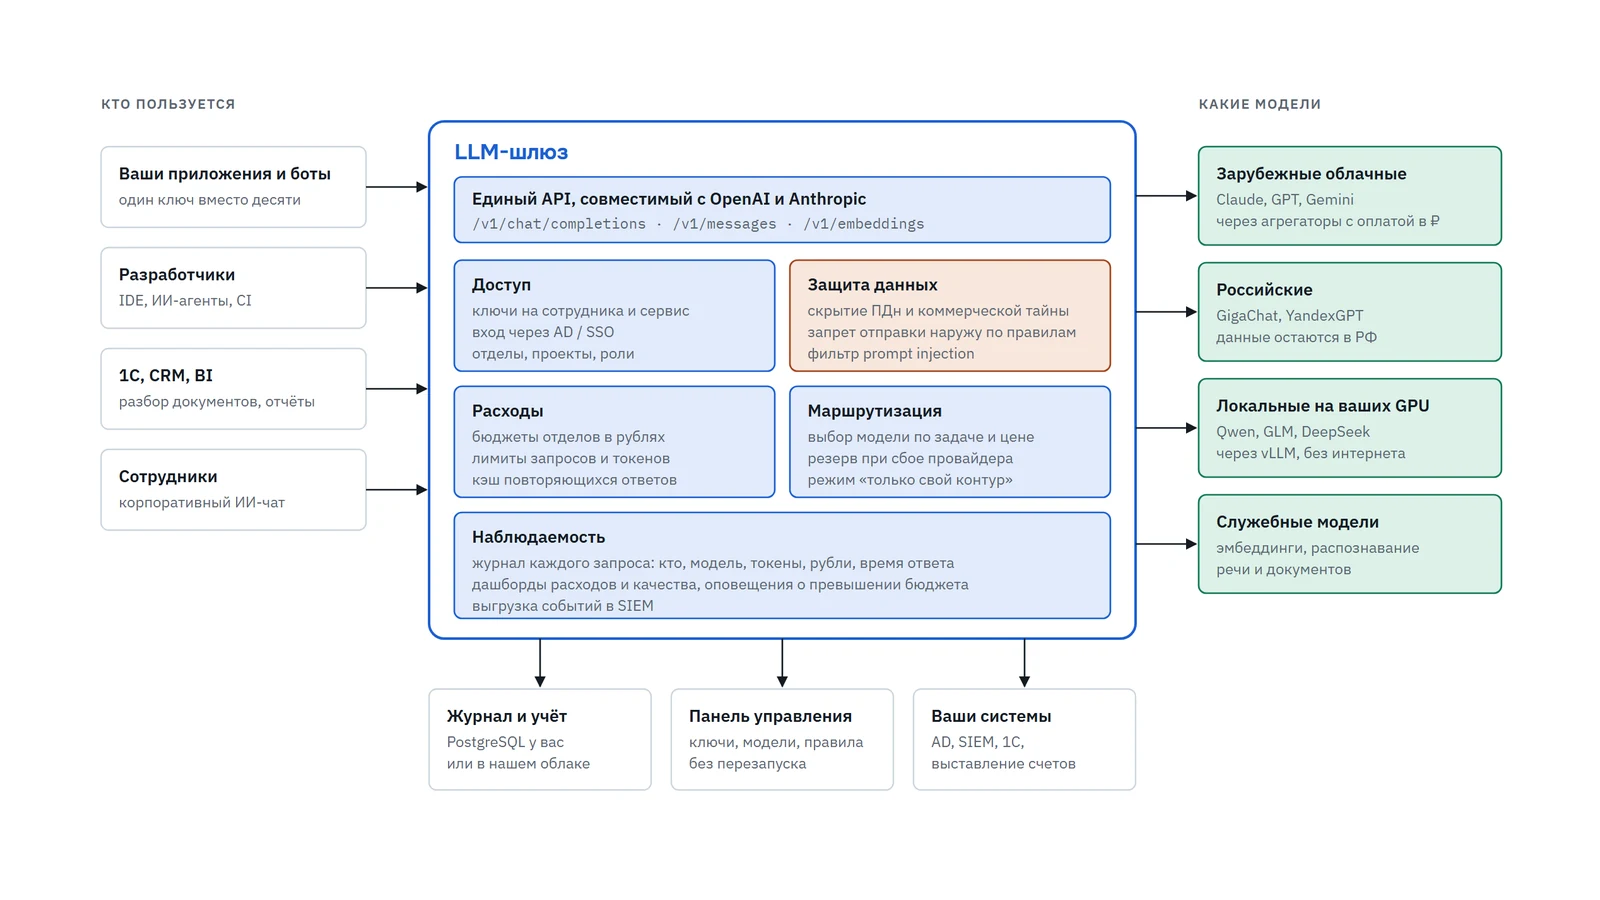 КТО ПОЛЬЗУЕТСЯ
Ваши приложения и боты
один ключ вместо десяти
Разработчики
IDE, ИИ-агенты, CI
1С, CRM, BI
разбор документов, отчёты
Сотрудники
корпоративный ИИ-чат
LLM-шлюз
Единый API, совместимый с OpenAI и Anthropic
/v1/chat/completions · /v1/messages · /v1/embeddings
Доступ
ключи на сотрудника и сервис
вход через AD / SSO
отделы, проекты, роли
Защита данных
скрытие ПДн и коммерческой тайны
запрет отправки наружу по правилам
фильтр prompt injection
Расходы
бюджеты отделов в рублях
лимиты запросов и токенов
кэш повторяющихся ответов
Маршрутизация
выбор модели по задаче и цене
резерв при сбое провайдера
режим «только свой контур»
Наблюдаемость
журнал каждого запроса: кто, модель, токены, рубли, время ответа
дашборды расходов и качества, оповещения о превышении бюджета
выгрузка событий в SIEM
КАКИЕ МОДЕЛИ
Зарубежные облачные
Claude, GPT, Gemini
через агрегаторы с оплатой в ₽
Российские
GigaChat, YandexGPT
данные остаются в РФ
Локальные на ваших GPU
Qwen, GLM, DeepSeek
через vLLM, без интернета
Служебные модели
эмбеддинги, распознавание
речи и документов
Журнал и учёт
PostgreSQL у вас
или в нашем облаке
Панель управления
ключи, модели, правила
без перезапуска
Ваши системы
AD, SIEM, 1С,
выставление счетов